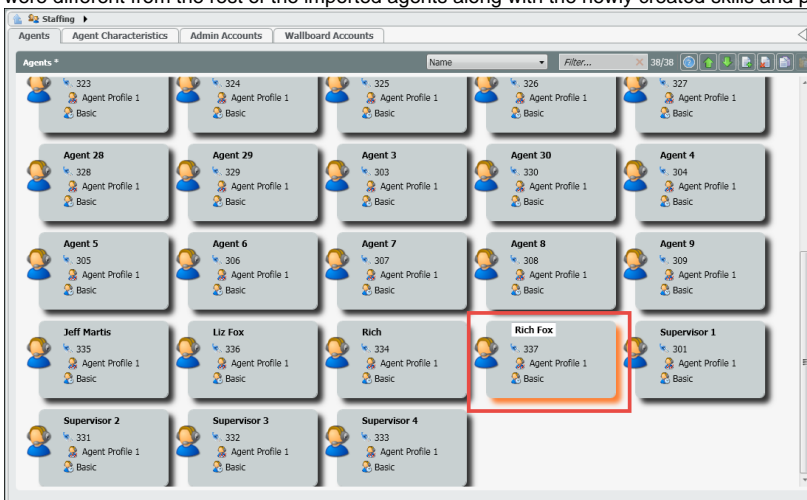 were different from the rest of the imported agents along with the newly created skills and p
Staffing
Agents Agent Characteristics Admin Accounts Wallboard Accounts
Agents * Name Filter... 38/38
323 324 325 326 327
Agent Profile 1 Agent Profile 1 Agent Profile 1 Agent Profile 1 Agent Profile 1
Basic Basic Basic Basic Basic
Agent 28 Agent 29 Agent 3 Agent 30 Agent 4
328 329 303 330 304
Agent Profile 1 Agent Profile 1 Agent Profile 1 Agent Profile 1 Agent Profile 1
Basic Basic Basic Basic Basic
Agent 5 Agent 6 Agent 7 Agent 8 Agent 9
305 306 307 308 309
Agent Profile 1 Agent Profile 1 Agent Profile 1 Agent Profile 1 Agent Profile 1
Basic Basic Basic Basic Basic
Jeff Martis Liz Fox Rich Rich Fox Supervisor 1
335 336 334 337 301
Agent Profile 1 Agent Profile 1 Agent Profile 1 Agent Profile 1 Agent Profile 1
Basic Basic Basic Basic Basic
Supervisor 2 Supervisor 3 Supervisor 4
331 332 333
Agent Profile 1 Agent Profile 1 Agent Profile 1
Basic Basic Basic